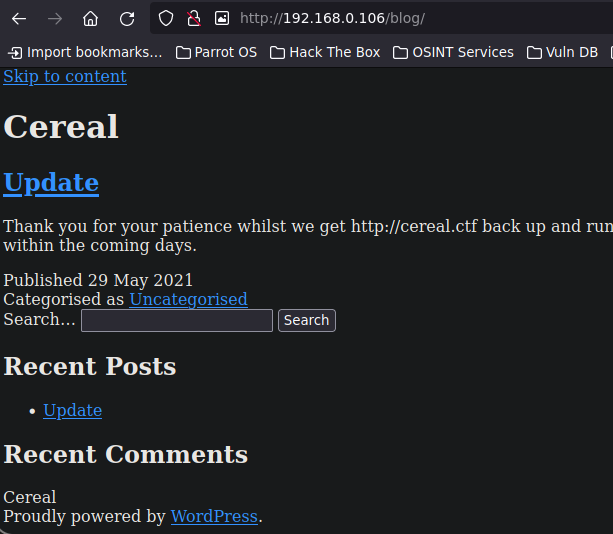 http://192.168.0.106/blog/
Import bookmarks... Parrot OS Hack The Box OSINT Services Vuln DB
Skip to content
Cereal
Update
Thank you for your patience whilst we get http://cereal.ctf back up and
within the coming days.
Published 29 May 2021
Categorised as Uncategorised
Search... Search
Recent Posts
Update
Recent Comments
Cereal
Proudly powered by WordPress.